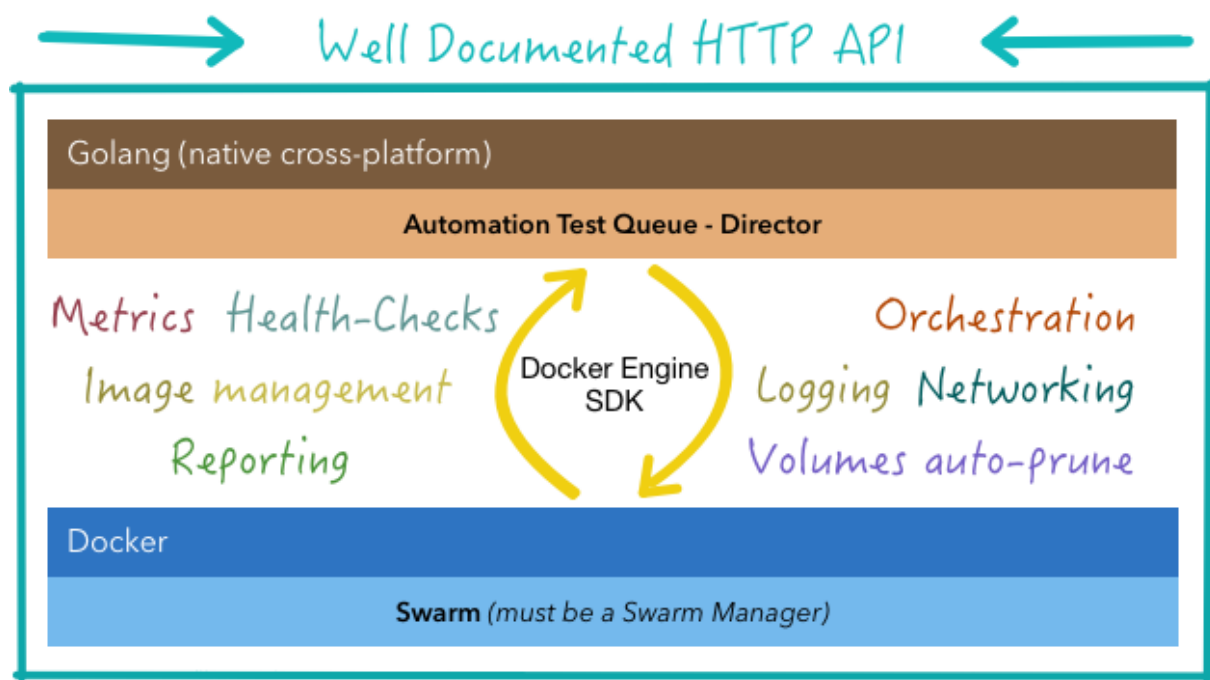 Well Documented HTTP API
Golang (native cross-platform)
Automation Test Queue - Director
Metrics Health-Checks
Image management
Reporting
Docker Engine
SDK
Orchestration
Logging Networking
Volumes auto-prune
Docker
Swarm (must be a Swarm Manager)